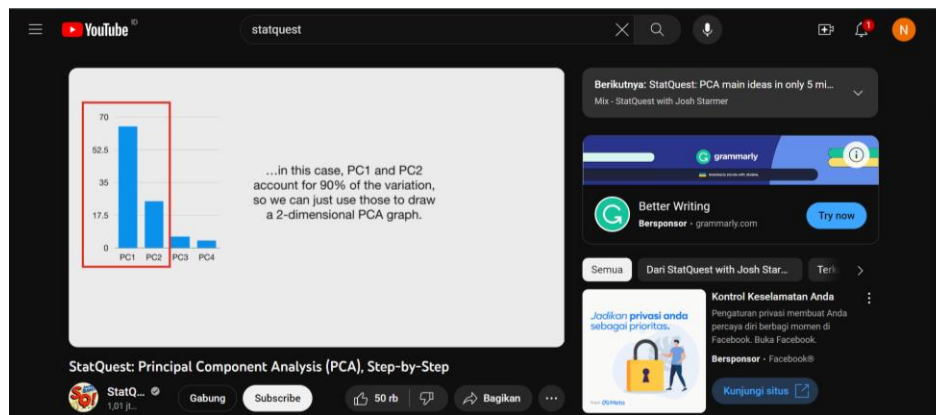 YouTube ID
statquest
1
N
70
52.5
35
17.5
0
PC1 PC2 PC3 PC4
...in this case, PC1 and PC2
account for 90% of the variation,
so we can just use those to draw
a 2-dimensional PCA graph.
StatQuest: Principal Component Analysis (PCA), Step-by-Step
SQ!
StatQ...
1,01 jt...
Gabung
Subscribe
50 rb
Bagikan
Berikutnya: StatQuest: PCA main ideas in only 5 mi...
Mix - StatQuest with Josh Starmer
grammarly
Better Writing
Bersponsor · grammarly.com
Try now
Semua
Dari StatQuest with Josh Star...
Terk
Jadikan privasi anda
sebagai prioritas.
from Meta
Kontrol Keselamatan Anda
Pengaturan privasi membuat Anda
percaya diri berbagi momen di
Facebook. Buka Facebook.
Bersponsor · Facebook®
Kunjungi situs